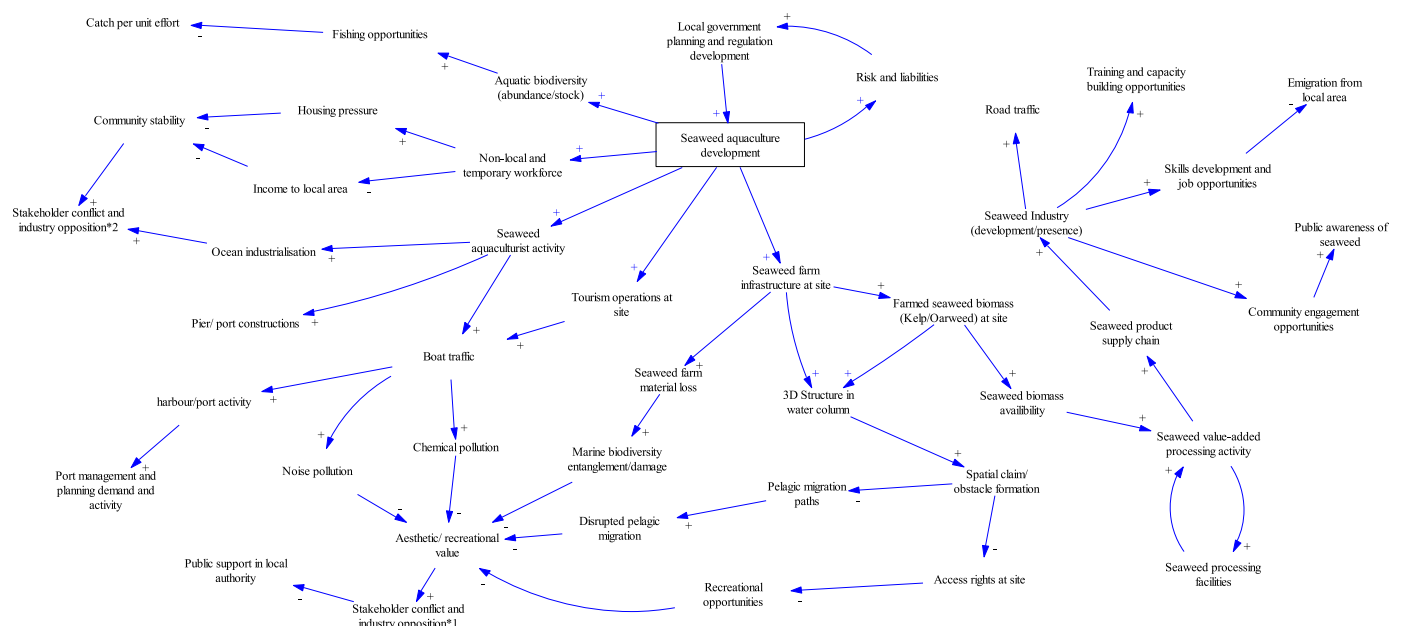 Catch per unit effort
Fishing opportunities
Local government
planning and regulation
development
Risk and liabilities
Training and capacity
building opportunities
Emigration from
local area
Road traffic
Aquatic biodiversity
(abundance/stock)
Housing pressure
Community stability
Seaweed aquaculture
development
Non-local and
temporary workforce
Income to local area
Skills development and
job opportunities
Stakeholder conflict and
industry opposition*2
Seaweed Industry
(development/presence)
Public awareness of
seaweed
Ocean industrialisation
Seaweed
aquaculturist activity
Seaweed farm
infrastructure at site
Tourism operations at
site
Farmed seaweed biomass
(Kelp/Oarweed) at site
Community engagement
opportunities
Pier/ port constructions
Seaweed product
supply chain
Boat traffic
Seaweed farm
material loss
3D Structure in
water column
Seaweed biomass
availibility
harbour/port activity
Chemical pollution
Seaweed value-added
processing activity
Noise pollution
Marine biodiversity
entanglement/damage
Port management and
planning demand and
activity
Pelagic migration
paths
Spatial claim/
obstacle formation
Disrupted pelagic
migration
Aesthetic/ recreational
value
Public support in local
authority
Stakeholder conflict and
industry opposition*1
Recreational
opportunities
Access rights at site
Seaweed processing
facilities